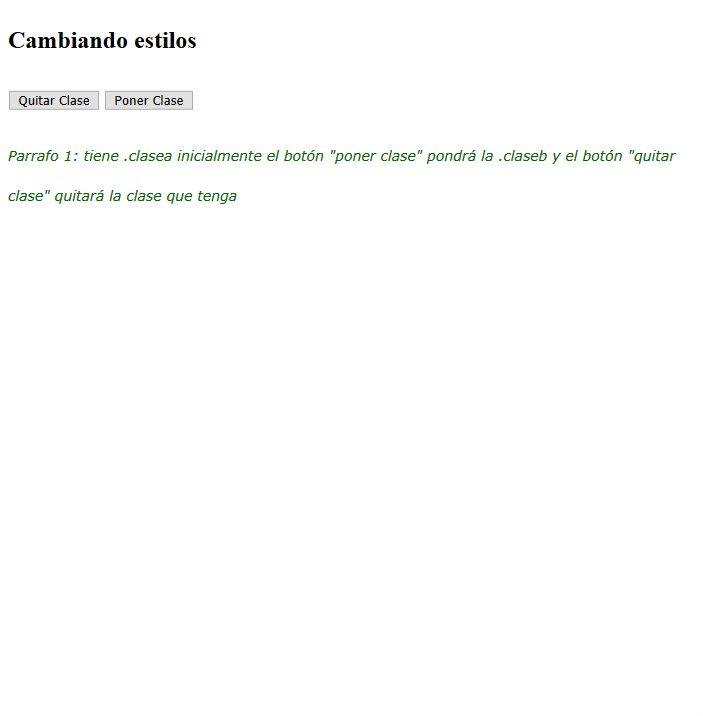 Cambiando estilos
Quitar Clase Poner Clase
Parrafo 1: tiene .clasea inicialmente el botón "poner clase" pondrá la .claseb y el botón "quitar
clase" quitará la clase que tenga